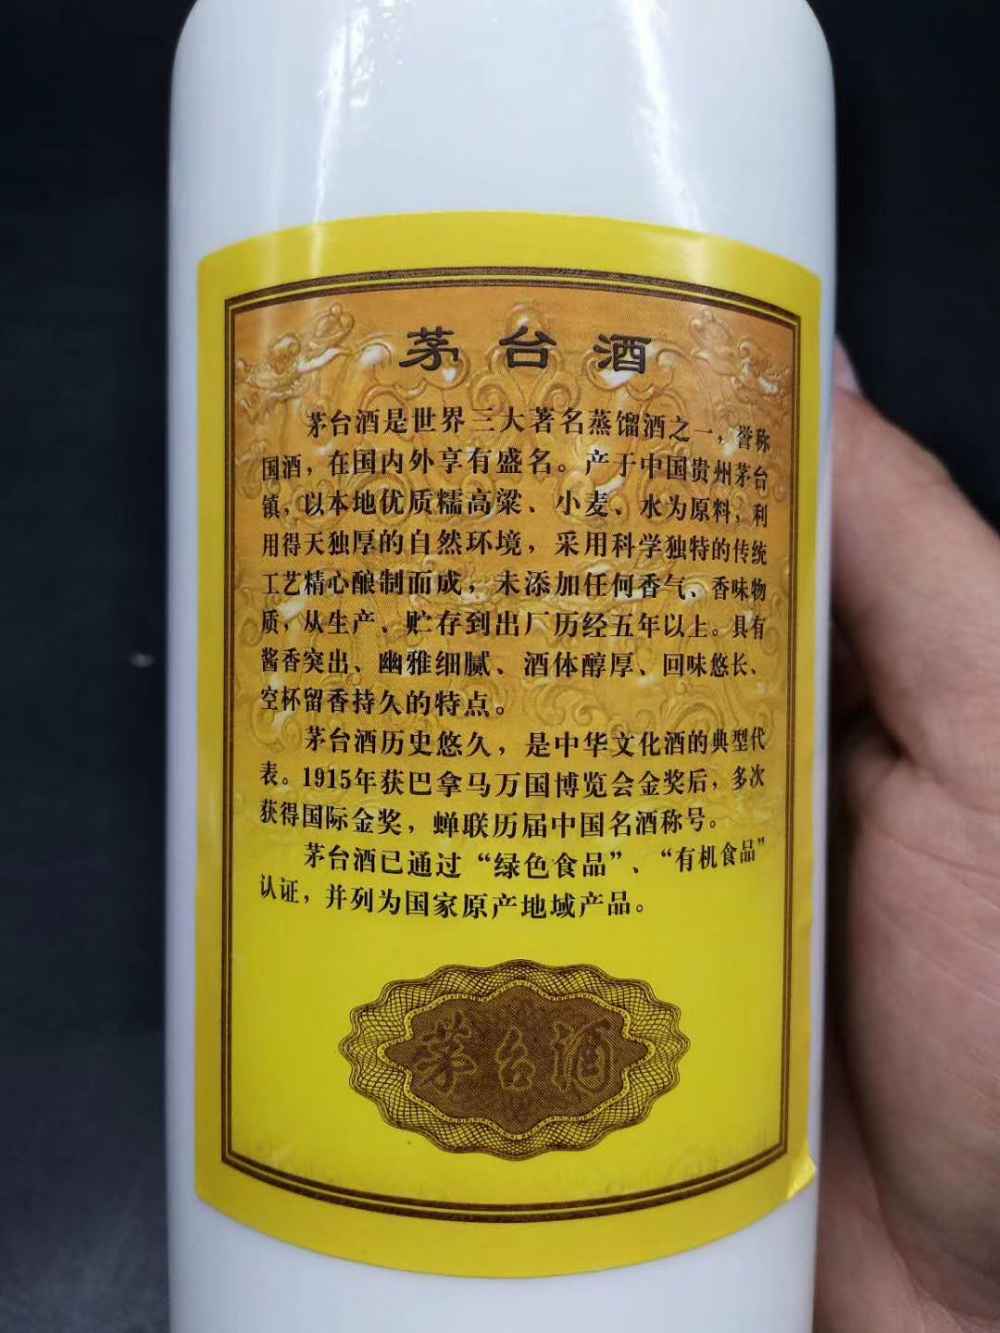 茅台酒
茅台酒是世界三大著名蒸馏酒之一，誉称
国酒，在国内外享有盛名。产于中国贵州茅台
镇，以本地优质糯高粱、小麦、水为原料，利
用得天独厚的自然环境，采用科学独特的传统
工艺精心酿制而成，未添加任何香气、香味物
质，从生产、贮存到出厂历经五年以上。具有
酱香突出、幽雅细腻、酒体醇厚、回味悠长、
空杯留香持久的特点。
茅台酒历史悠久，是中华文化酒的典型代
表。1915年获巴拿马万国博览会金奖后，多次
获得国际金奖，蝉联历届中国名酒称号。
茅台酒已通过“绿色食品”、“有机食品”
认证，并列为国家原产地域产品。
茅台酒